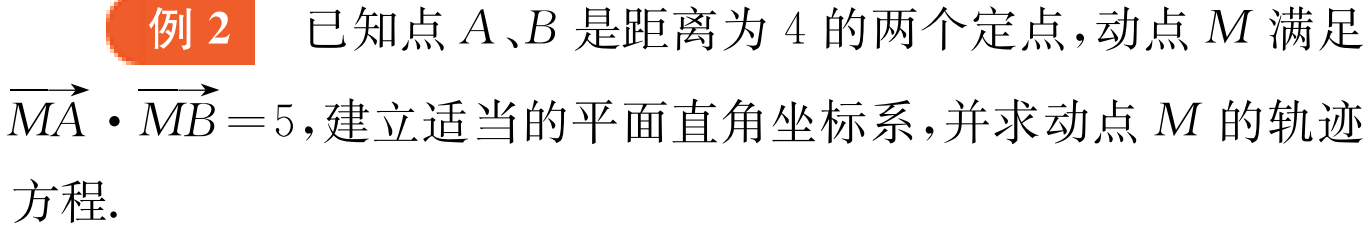 例 2 已知点 A、B 是距离为 4 的两个定点,动点 M 满足
$\overrightarrow{MA}$ · $\overrightarrow{MB}$ =5,建立适当的平面直角坐标系,并求动点 M 的轨迹
方程.